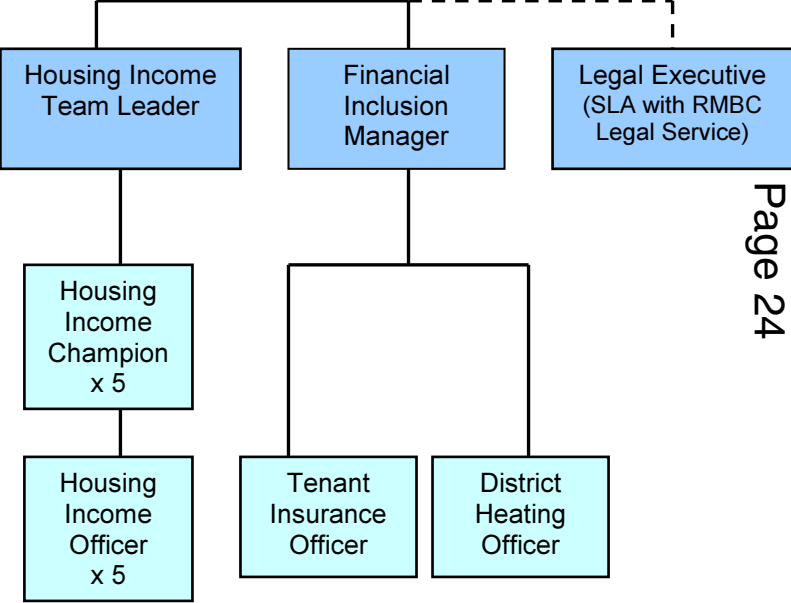 Housing Income
Team Leader
Financial
Inclusion
Manager
Legal Executive
(SLA with RMBC
Legal Service)
Page 24
Housing
Income
Champion
x 5
Housing
Income
Officer
x 5
Tenant
Insurance
Officer
District
Heating
Officer